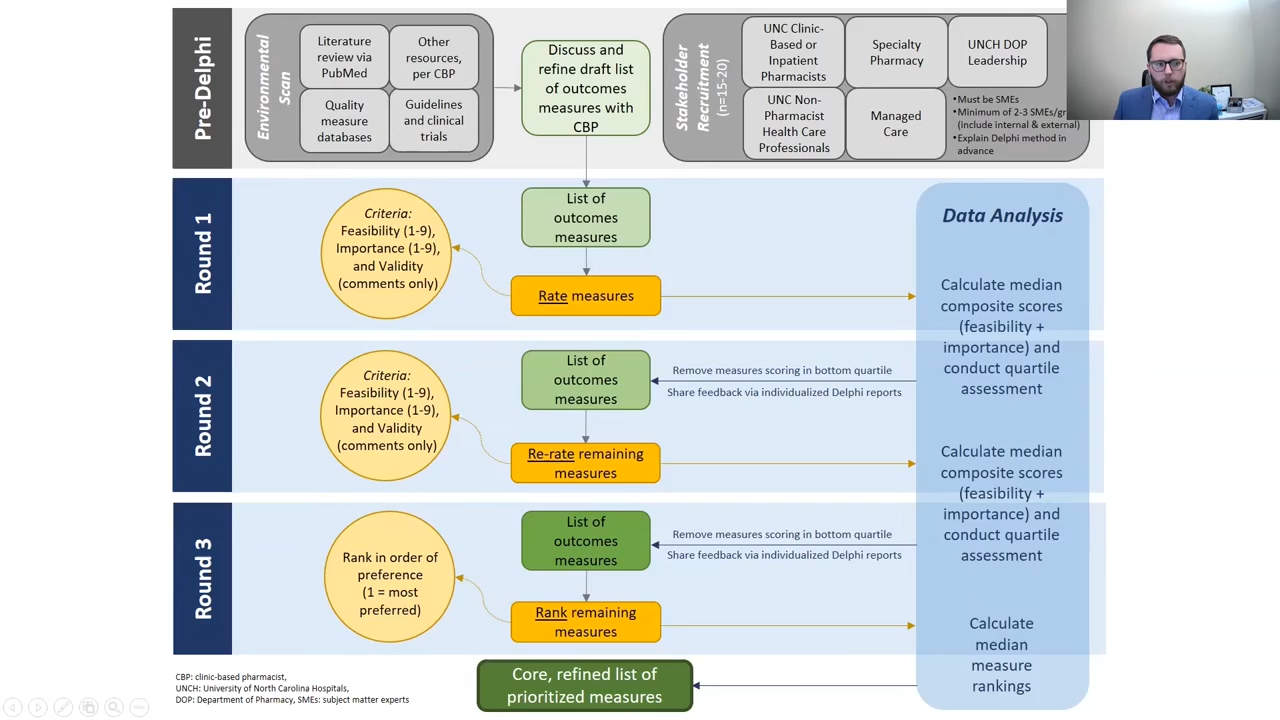 Pre-Delphi
Environmental
Scan
Literature
review via
PubMed
Other
resources,
per CBP
Quality
measure
databases
Guidelines
and clinical
trials
Discuss and
refine draft list
of outcomes
measures with
CBP
Stakeholder
Recruitment
(n=15-20)
UNC Clinic-
Based or
Inpatient
Pharmacists
Specialty
Pharmacy
UNCH DOP
Leadership
UNC Non-
Pharmacist
Health Care
Professionals
Managed
Care
•Must be SMEs
•Minimum of 2-3 SMEs/gr
(include internal & external)
•Explain Delphi method in
advance
Round 1
Criteria:
Feasibility (1-9),
Importance (1-9),
and Validity
(comments only)
List of
outcomes
measures
Rate measures
Data Analysis
Calculate median
composite scores
(feasibility +
importance) and
conduct quartile
assessment
Round 2
Criteria:
Feasibility (1-9),
Importance (1-9),
and Validity
(comments only)
List of
outcomes
measures
Remove measures scoring in bottom quartile
Share feedback via individualized Delphi reports
Re-rate remaining
measures
Calculate median
composite scores
(feasibility +
importance) and
conduct quartile
assessment
Round 3
Rank in order of
preference
(1 = most
preferred)
List of
outcomes
measures
Remove measures scoring in bottom quartile
Share feedback via individualized Delphi reports
Rank remaining
measures
Calculate
median
measure
rankings
Core, refined list of
prioritized measures
CBP: clinic-based pharmacist,
UNCH: University of North Carolina Hospitals,
DOP: Department of Pharmacy, SMEs: subject matter experts